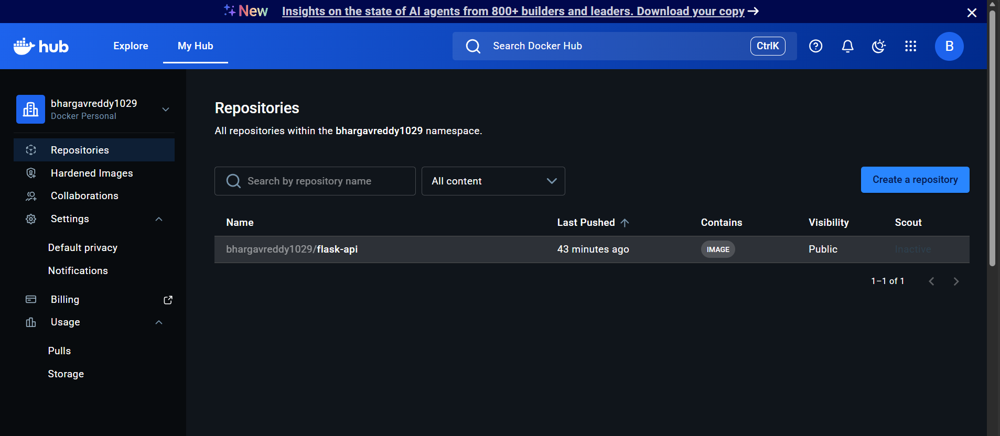 New Insights on the state of AI agents from 800+ builders and leaders. Download your copy →
hub Explore My Hub Search Docker Hub CtrlK B
bhargavreddy1029
Docker Personal
Repositories
Hardened Images
Collaborations
Settings
Default privacy
Notifications
Billing
Usage
Pulls
Storage
Repositories
All repositories within the bhargavreddy1029 namespace.
Search by repository name All content Create a repository
Name Last Pushed ↑ Contains Visibility Scout
bhargavreddy1029/flask-api 43 minutes ago IMAGE Public Inactive
1–1 of 1